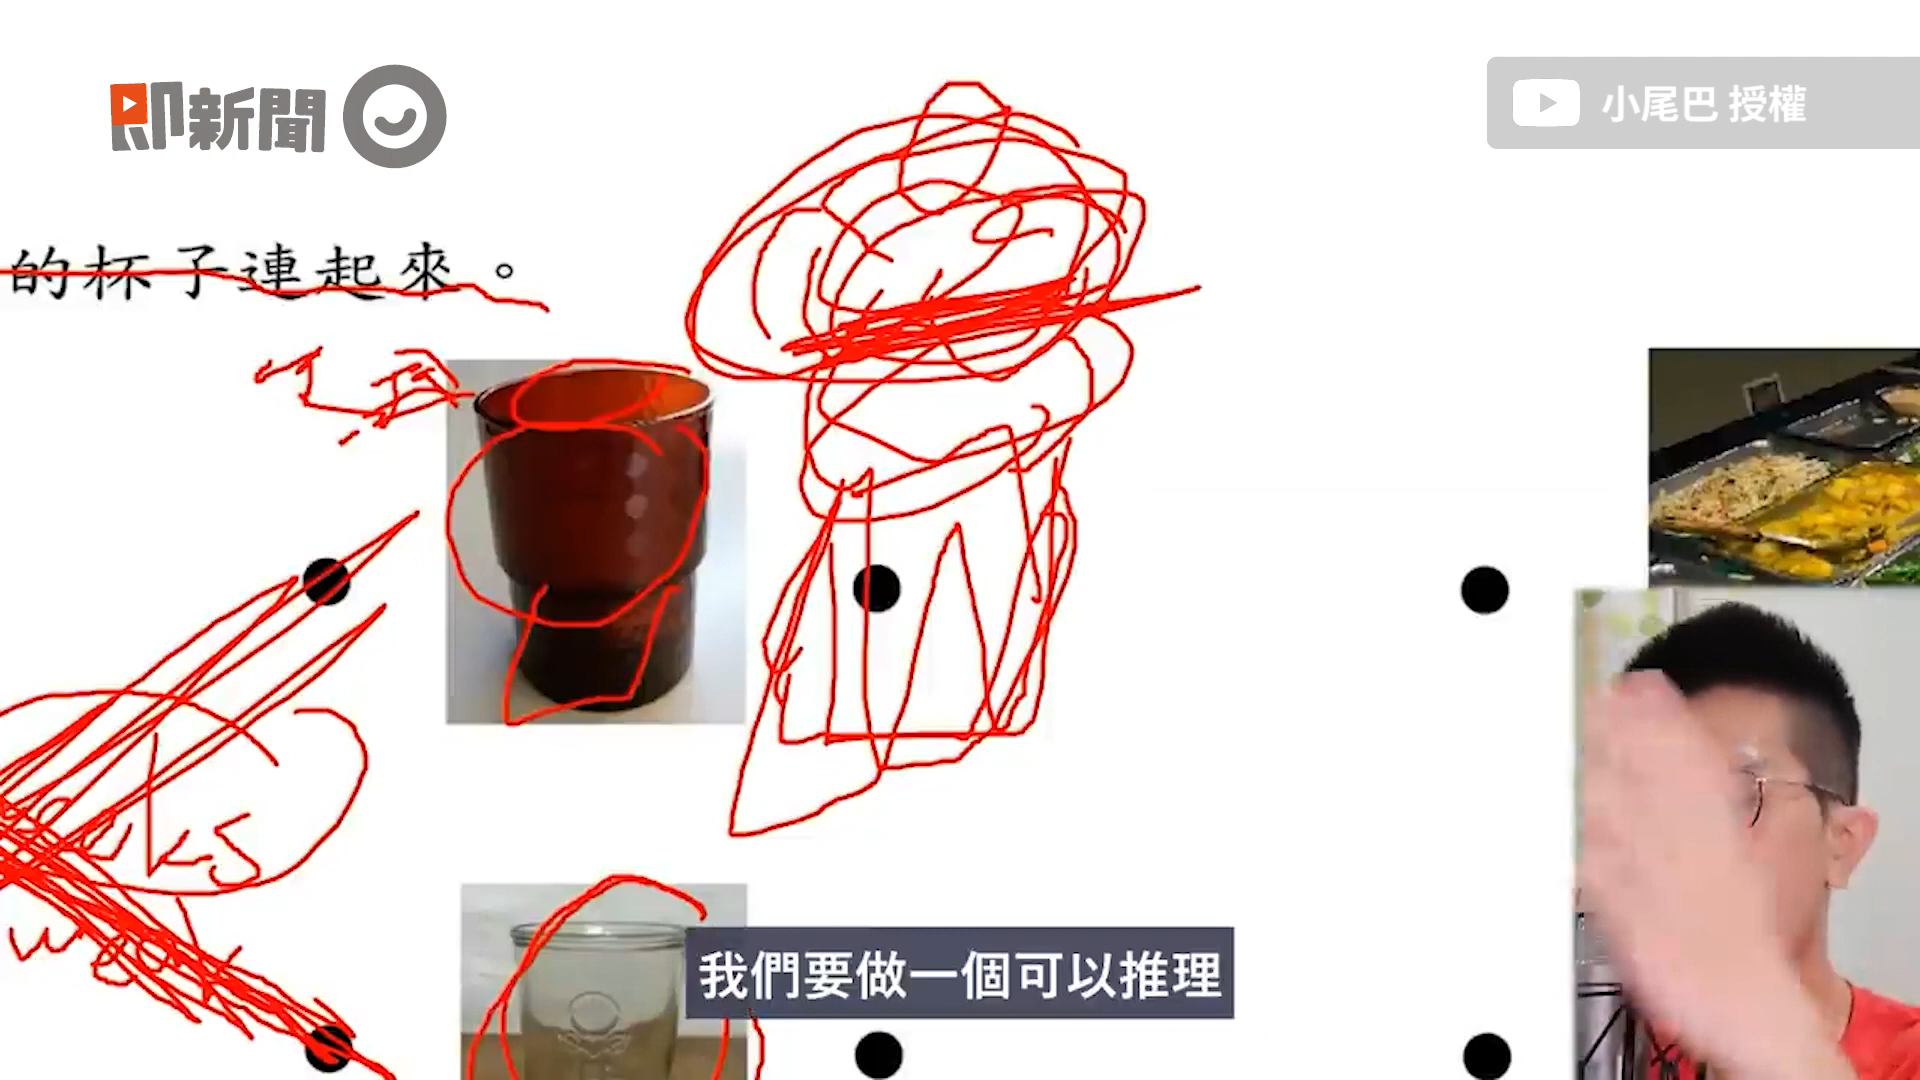 即新聞
小尾巴 授權
的杯子連起來。
我們要做一個可以推理